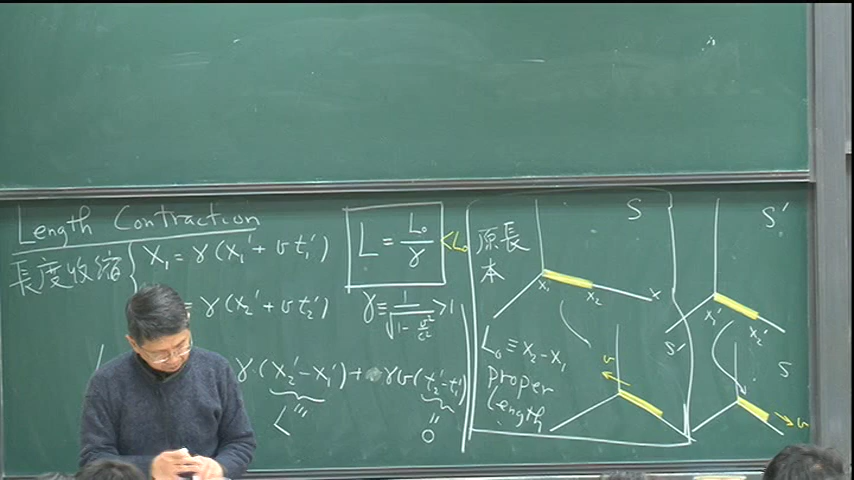 Length Contraction
長度收縮
X₁ = γ(X₁' + υt₁')
= γ(X₂' + υt₂')
γ(X₂' - X₁') + γυ(t₂' - t₁')
L
0
L = L₀/γ < L₀
γ ≡ 1/√(1 - υ²/c²) > 1
原長
本
L₀ ≡ X₂ - X₁
proper
length
S
X₁ X₂ X
S'
υ
S'
X₁' X₂'
S
υ